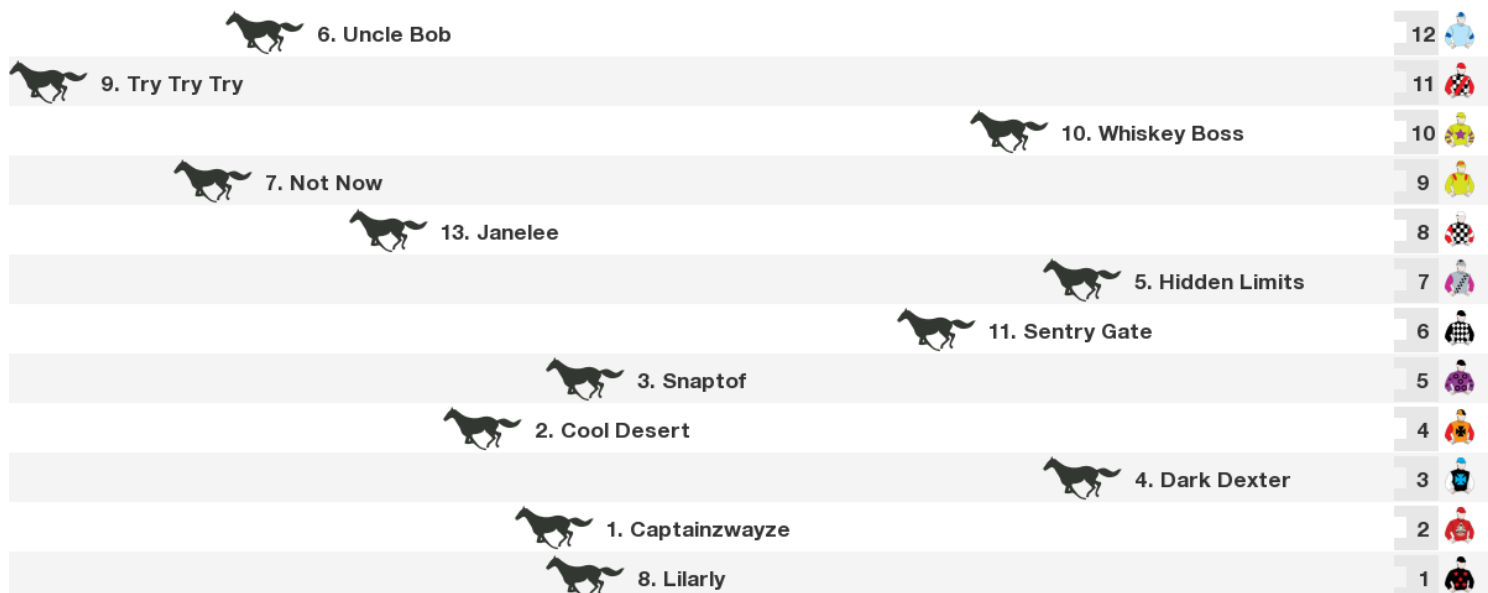 6. Uncle Bob 12
9. Try Try Try 11
10. Whiskey Boss 10
7. Not Now 9
13. Janelee 8
5. Hidden Limits 7
11. Sentry Gate 6
3. Snaptof 5
2. Cool Desert 4
4. Dark Dexter 3
1. Captainzwayze 2
8. Lilarly 1